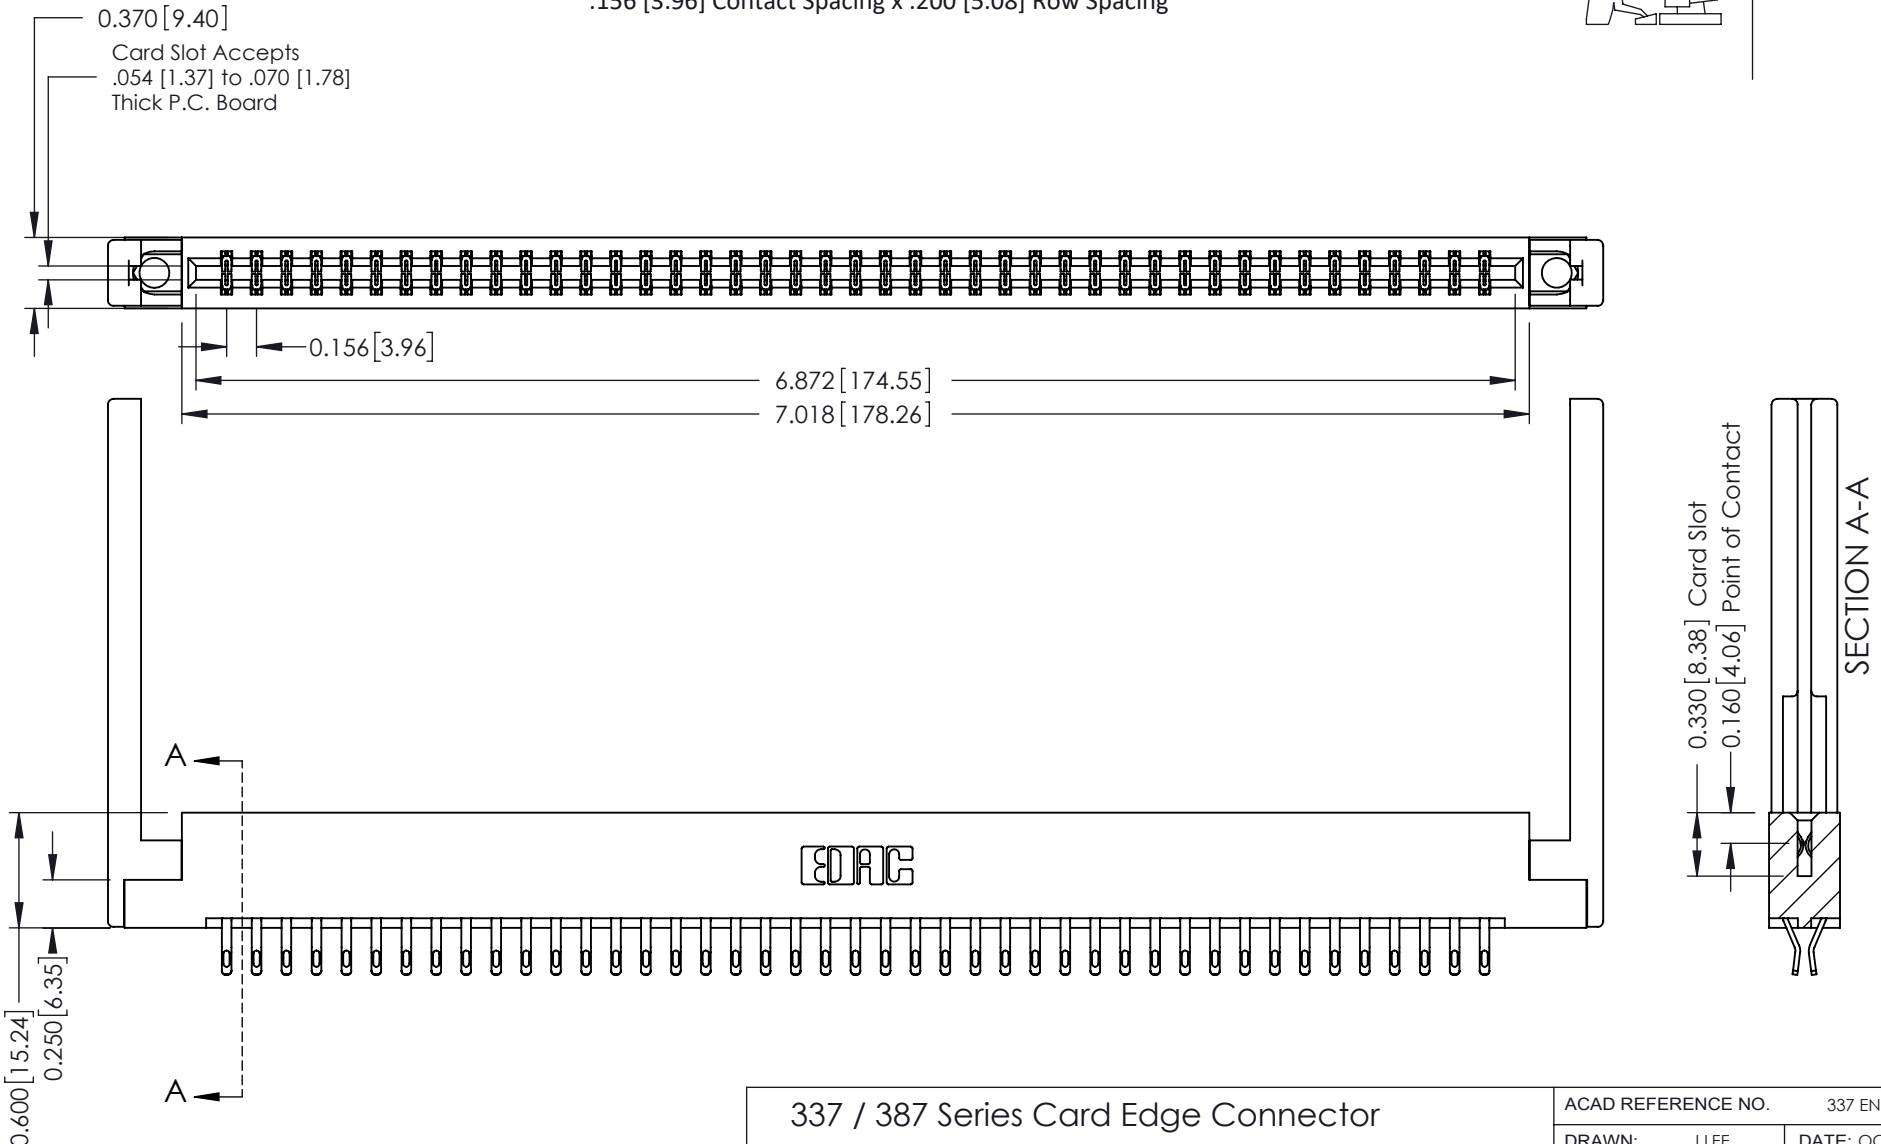 .156 [3.96] Contact Spacing x .200 [5.08] Row Spacing
0.370 [9.40]
Card Slot Accepts
.054 [1.37] to .070 [1.78]
Thick P.C. Board
0.156 [3.96]
6.872 [174.55]
7.018 [178.26]
0.330 [8.38] Card Slot
0.160 [4.06] Point of Contact
SECTION A-A
A
EDAC
0.600 [15.24]
0.250 [6.35]
A
337 / 387 Series Card Edge Connector
ACAD REFERENCE NO. 337 EN
DRAWN: J.LEE
DATE: OC